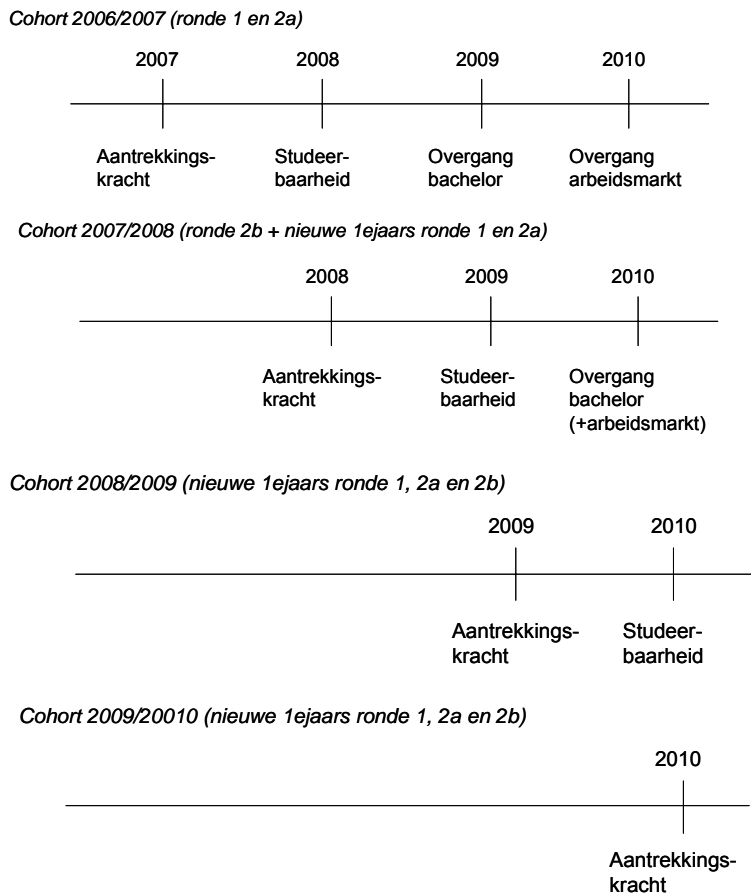 Cohort 2006/2007 (ronde 1 en 2a)
2007 2008 2009 2010
Aantrekkings- Studeer- Overgang Overgang
kracht baarheid bachelor arbeidsmarkt
Cohort 2007/2008 (ronde 2b + nieuwe 1ejaars ronde 1 en 2a)
2008 2009 2010
Aantrekkings- Studeer- Overgang
kracht baarheid bachelor
(+arbeidsmarkt)
Cohort 2008/2009 (nieuwe 1ejaars ronde 1, 2a en 2b)
2009 2010
Aantrekkings- Studeer-
kracht baarheid
Cohort 2009/20010 (nieuwe 1ejaars ronde 1, 2a en 2b)
2010
Aantrekkings-
kracht